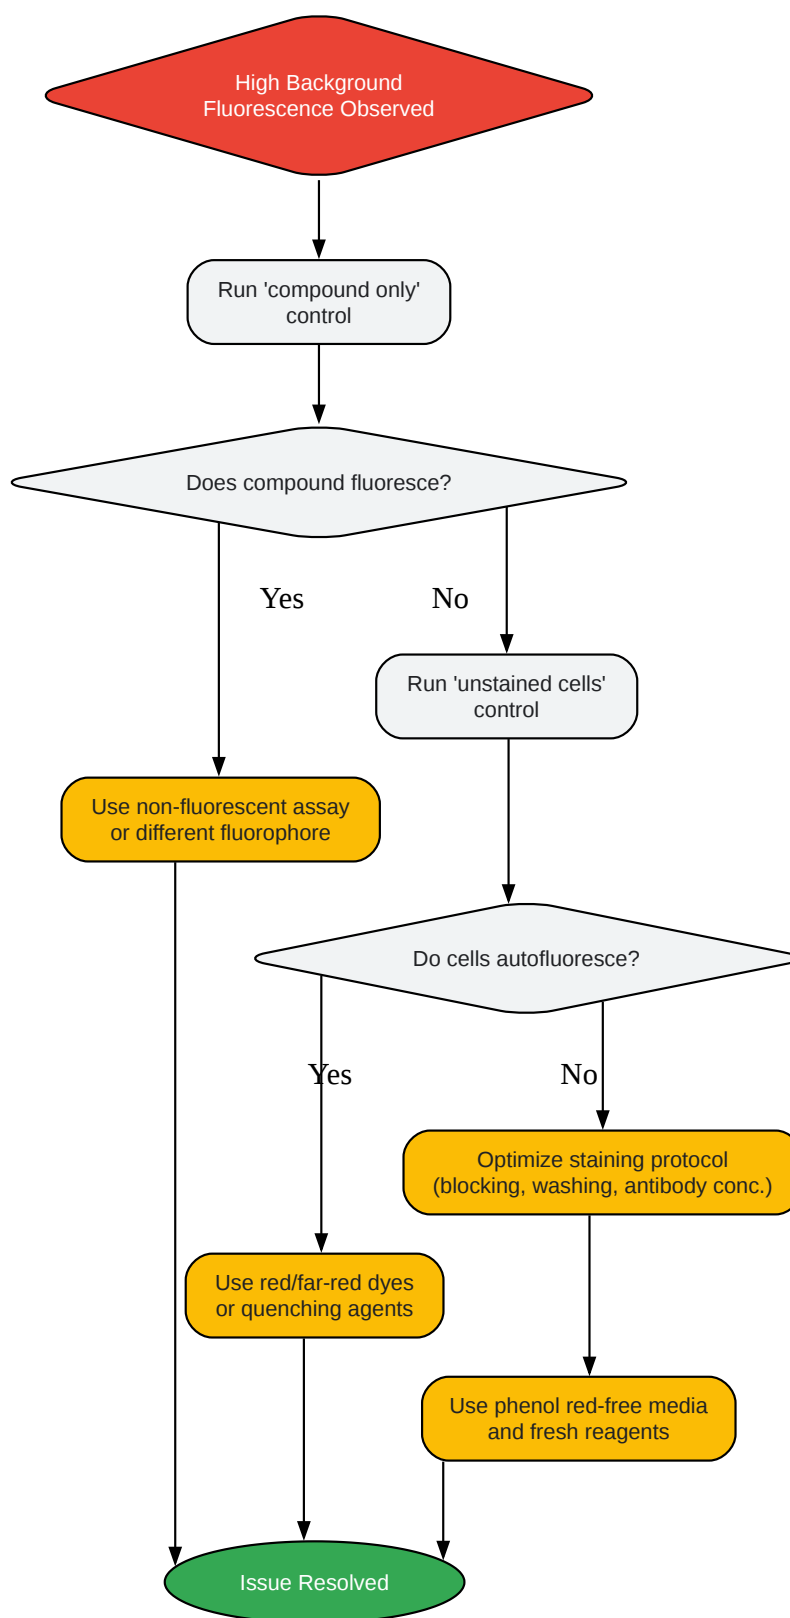 High Background
Fluorescence Observed
Run 'compound only'
control
Does compound fluoresce?
Yes
No
Run 'unstained cells'
control
Use non-fluorescent assay
or different fluorophore
Do cells autofluoresce?
Yes
No
Optimize staining protocol
(blocking, washing, antibody conc.)
Use red/far-red dyes
or quenching agents
Use phenol red-free media
and fresh reagents
Issue Resolved